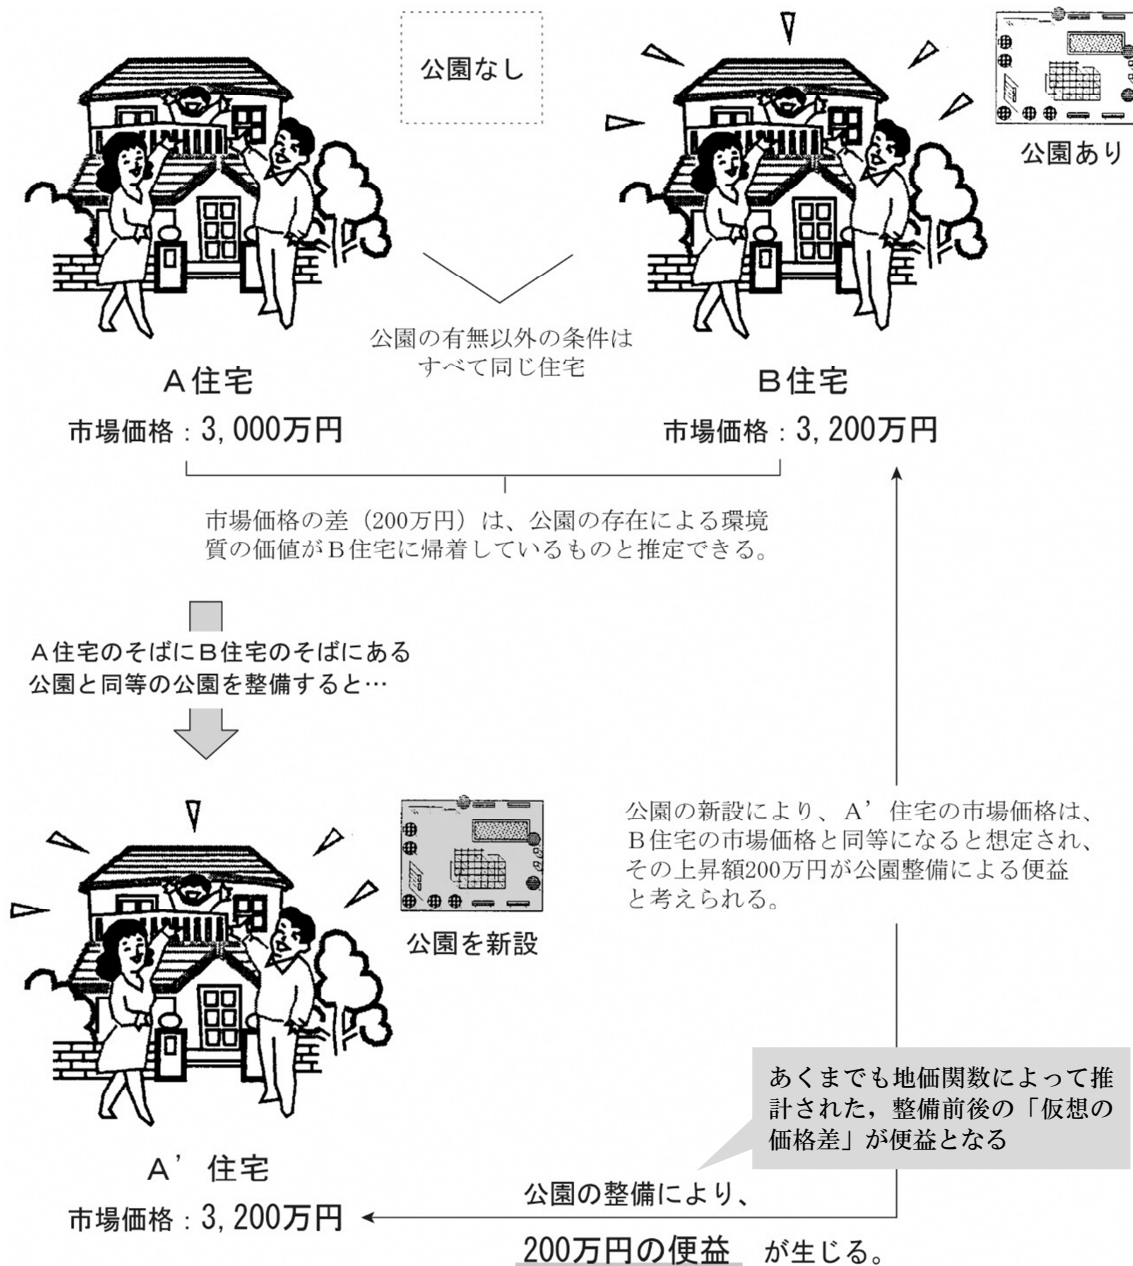 公園なし
公園あり
公園の有無以外の条件は
すべて同じ住宅
A住宅
市場価格：3,000万円
B住宅
市場価格：3,200万円
市場価格の差（200万円）は、公園の存在による環境
質の価値がB住宅に帰着しているものと推定できる。
A住宅のそばにB住宅のそばにある
公園と同等の公園を整備すると…
公園を新設
公園の新設により、A’住宅の市場価格は、
B住宅の市場価格と同等になると想定され、
その上昇額200万円が公園整備による便益
と考えられる。
あくまでも地価関数によって推
計された，整備前後の「仮想の
価格差」が便益となる
A’住宅
市場価格：3,200万円
公園の整備により、
200万円の便益 が生じる。